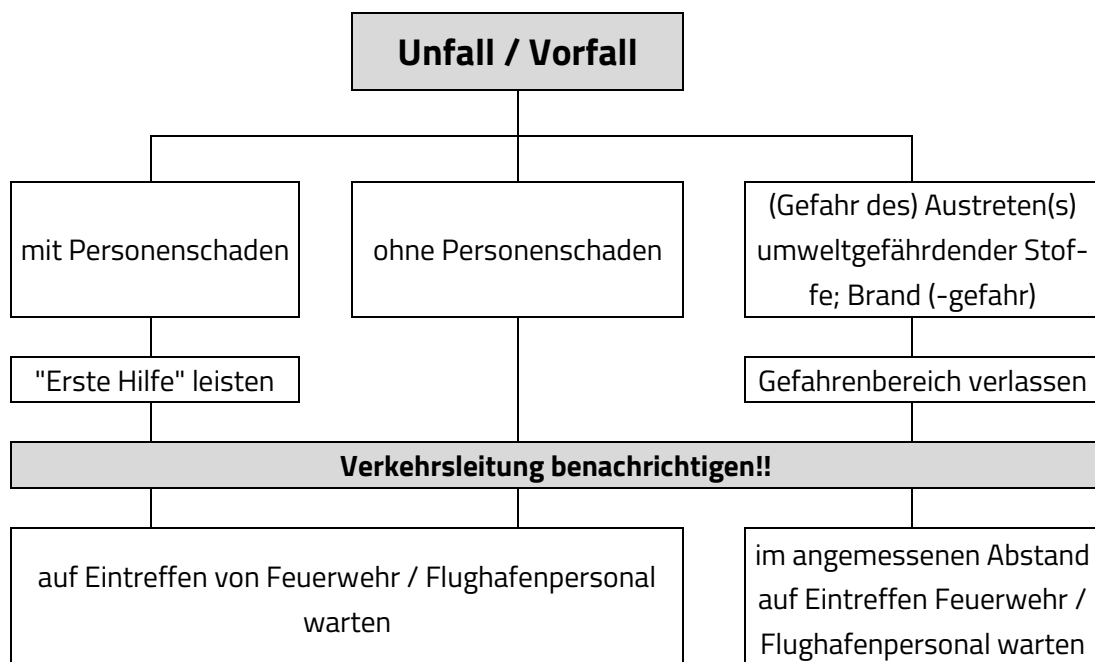 Unfall / Vorfall
mit Personenschaden
ohne Personenschaden
(Gefahr des) Austreten(s)
umweltgefährdender Stof-
fe; Brand (-gefahr)
"Erste Hilfe" leisten
Gefahrenbereich verlassen
Verkehrsleitung benachrichtigen!!
auf Eintreffen von Feuerwehr / Flughafenpersonal
warten
im angemessenen Abstand
auf Eintreffen Feuerwehr /
Flughafenpersonal warten